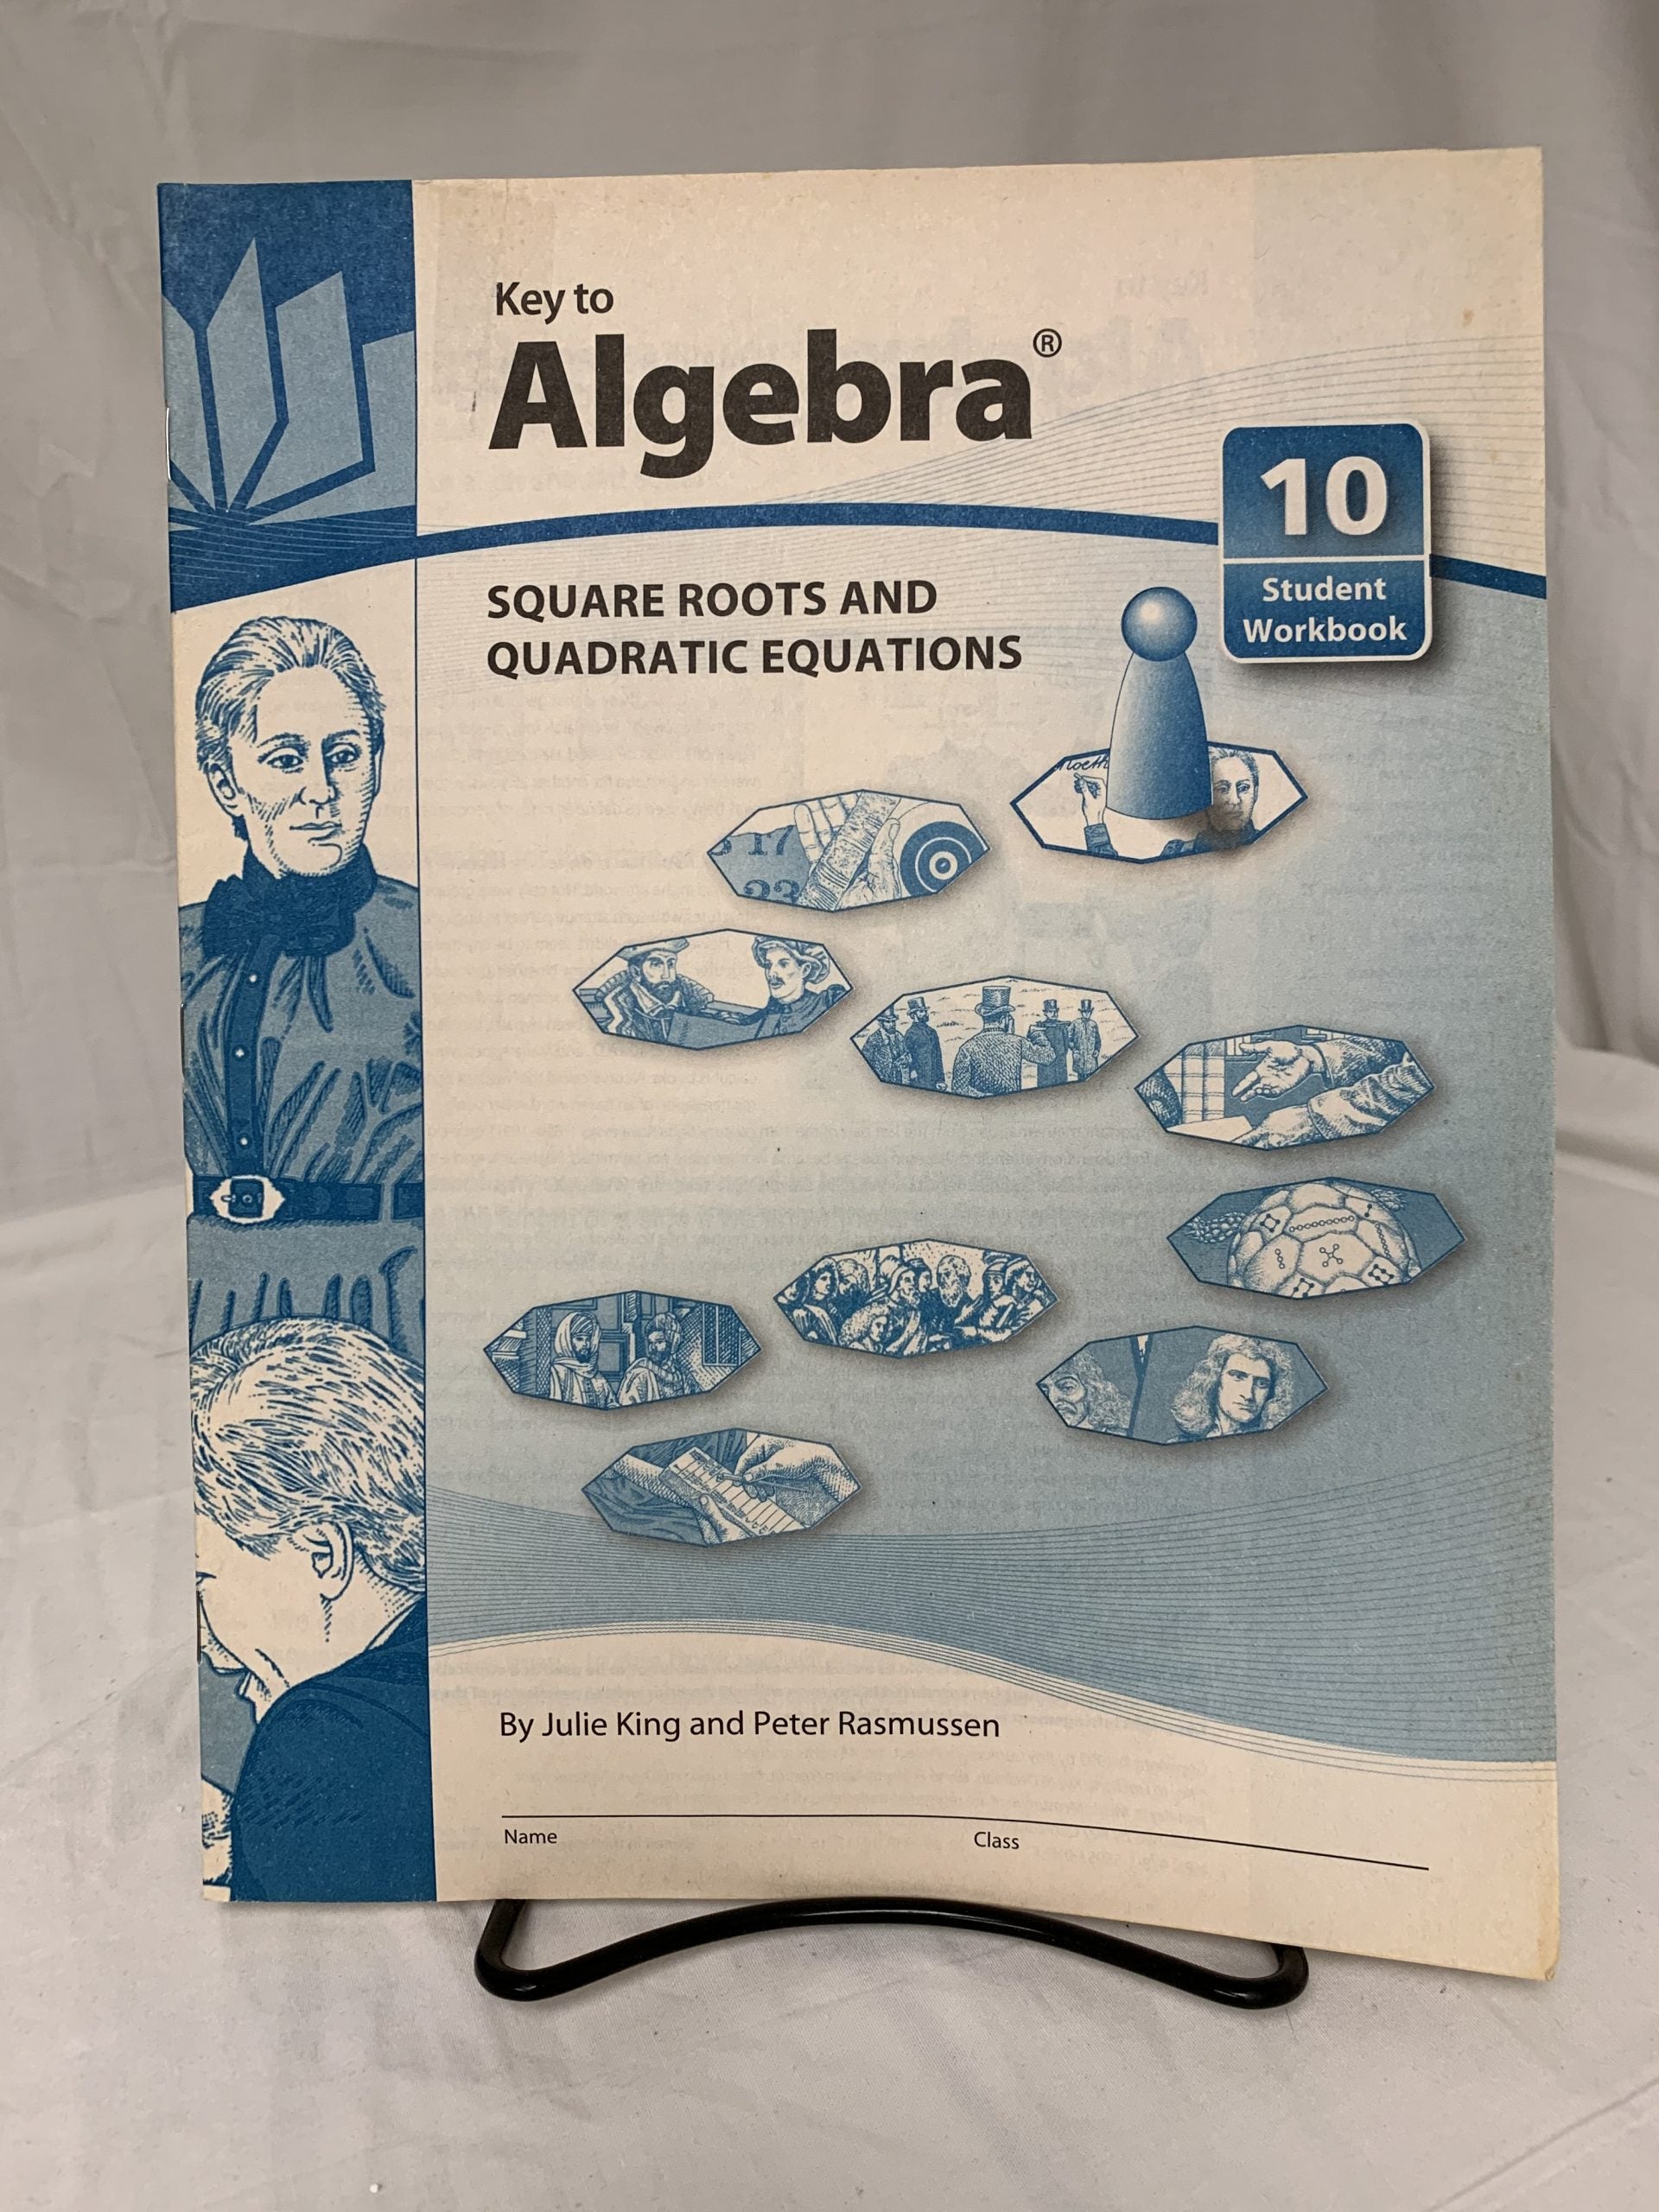 Key to
Algebra®
10
Student
Workbook
SQUARE ROOTS AND
QUADRATIC EQUATIONS
17
By Julie King and Peter Rasmussen
Name Class